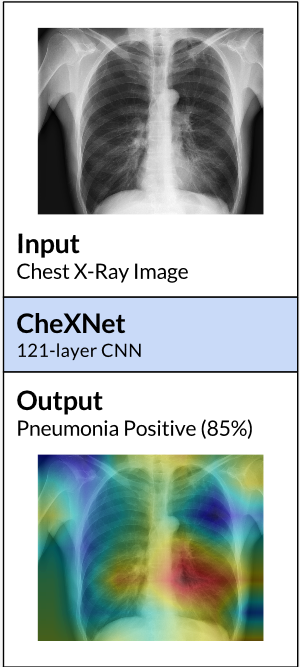 Input
Chest X-Ray Image
CheXNet
121-layer CNN
Output
Pneumonia Positive (85%)